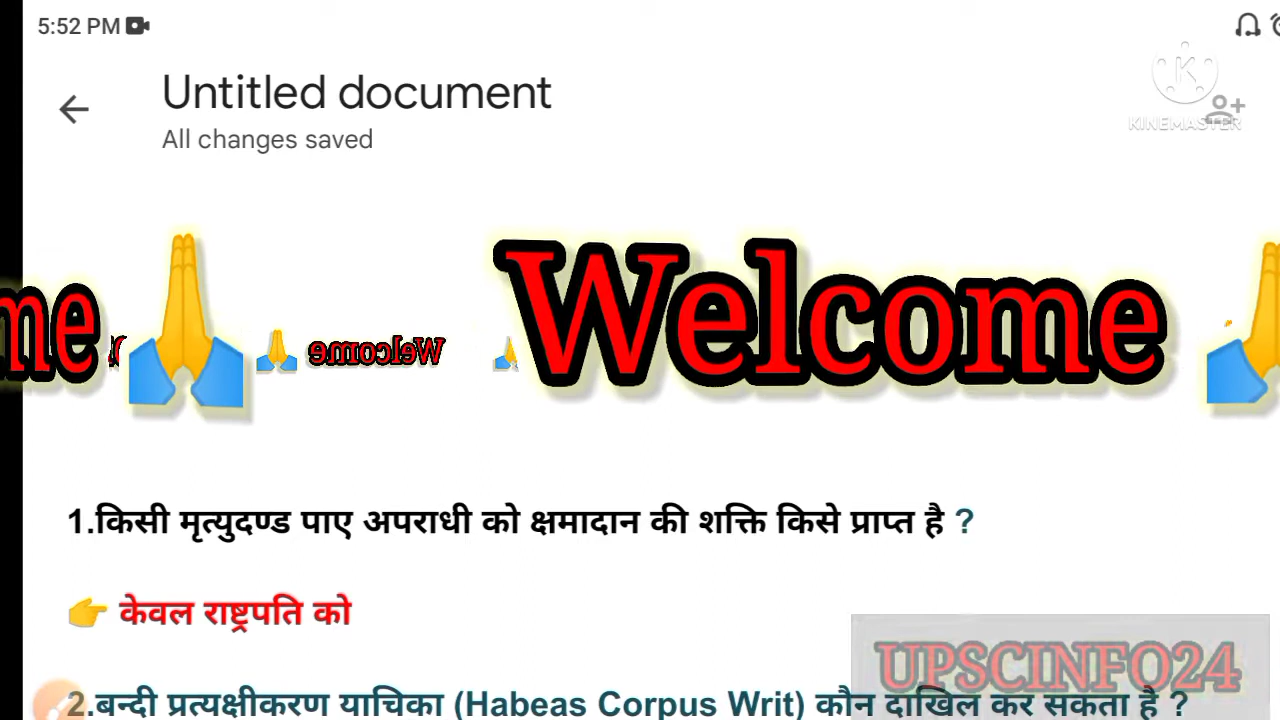 5:52 PM
Untitled document
All changes saved
KINEMASTER
Welcome
me
Welcome
1.किसी मृत्युदण्ड पाए अपराधी को क्षमादान की शक्ति किसे प्राप्त है ?
👉 केवल राष्ट्रपति को
UPSCINFO24
2.बन्दी प्रत्यक्षीकरण याचिका (Habeas Corpus Writ) कौन दाखिल कर सकता है ?